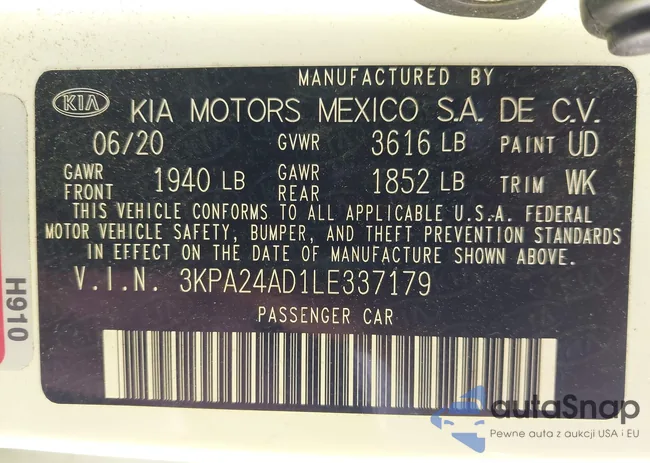 MANUFACTURED BY
KIA KIA MOTORS MEXICO S.A. DE C.V.
06/20 GVWR 3616 LB PAINT UD
GAWR FRONT 1940 LB GAWR REAR 1852 LB TRIM WK
THIS VEHICLE CONFORMS TO ALL APPLICABLE U.S.A. FEDERAL
MOTOR VEHICLE SAFETY, BUMPER, AND THEFT PREVENTION STANDARDS
IN EFFECT ON THE DATE OF MANUFACTURE SHOWN ABOVE.
V.I.N. 3KPA24AD1LE337179
PASSENGER CAR
H910
autaSnap
Pewne auta z aukcji USA i EU